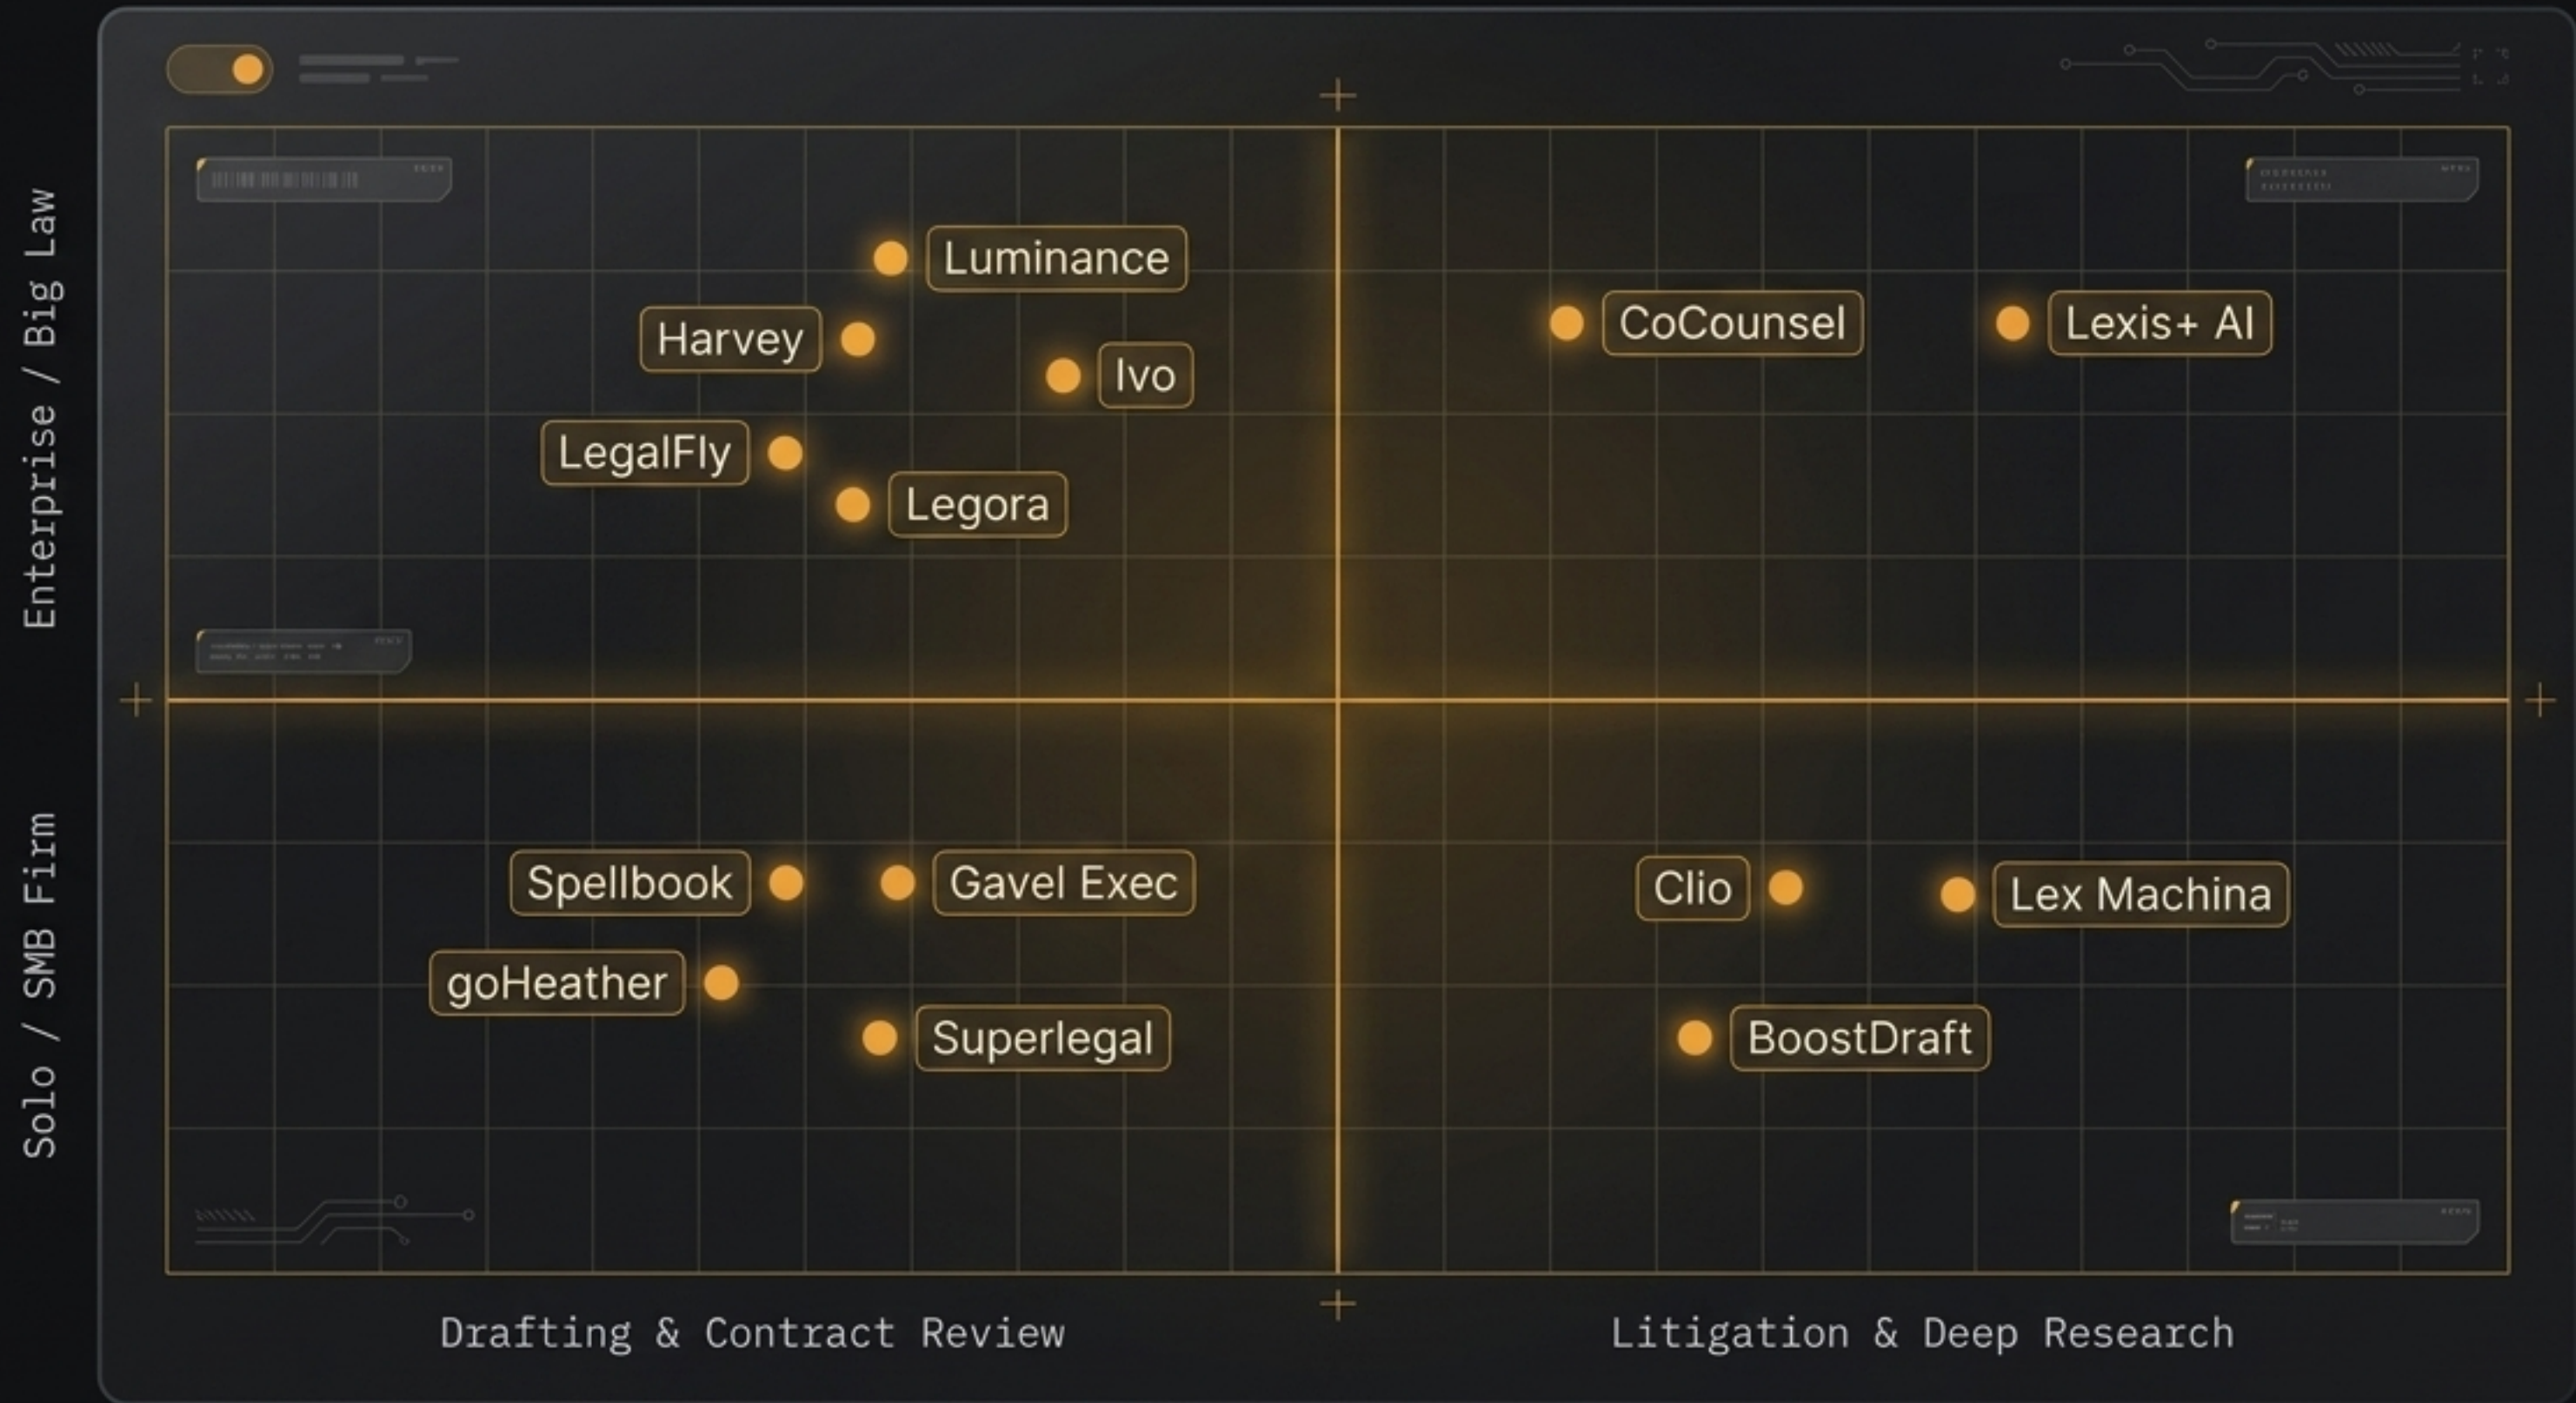 Enterprise / Big Law
Solo / SMB Firm
Luminance
Harvey
Ivo
LegalFly
Legora
CoCounsel
Lexis+ AI
Spellbook
Gavel Exec
goHeather
Superlegal
Clio
Lex Machina
BoostDraft
Drafting & Contract Review
Litigation & Deep Research